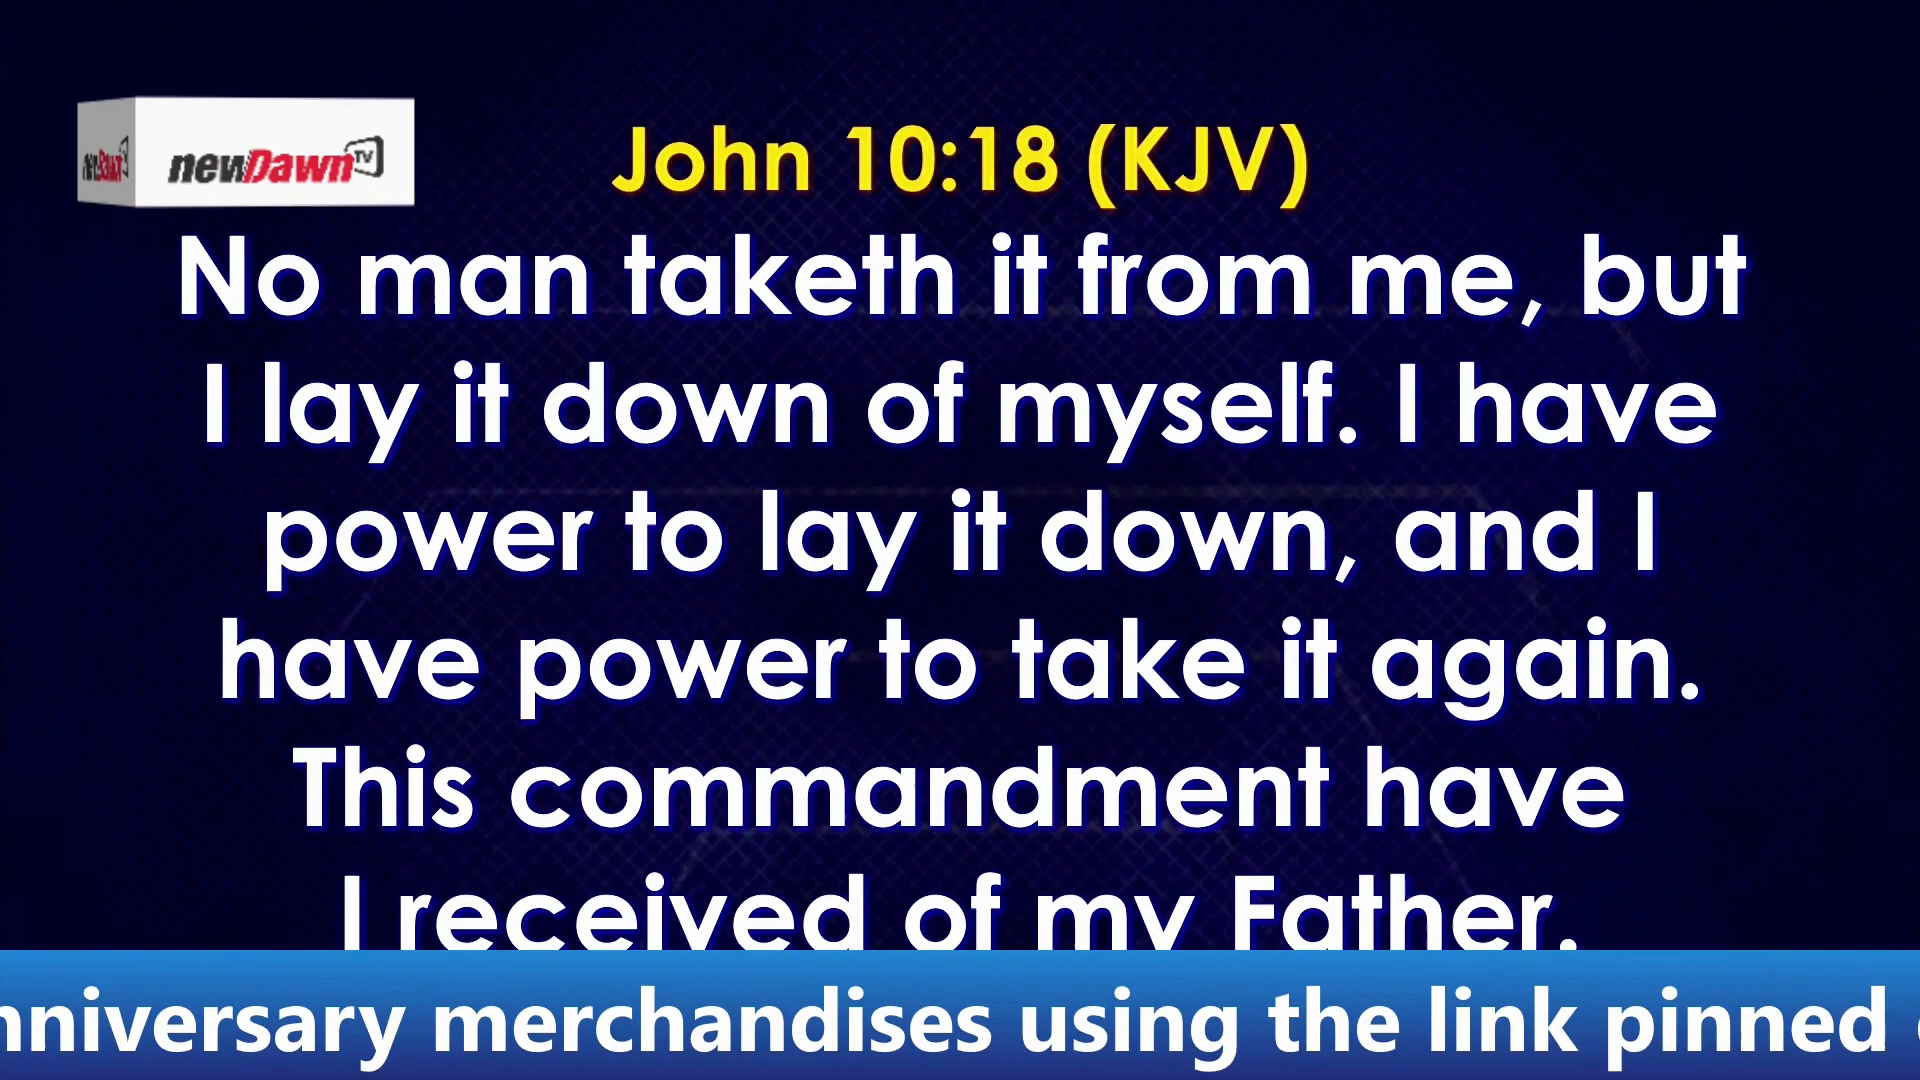 newDawn TV
newDawn
John 10:18 (KJV)
No man taketh it from me, but
I lay it down of myself. I have
power to lay it down, and I
have power to take it again.
This commandment have
I received of my Father.
nniversary merchandises using the link pinned